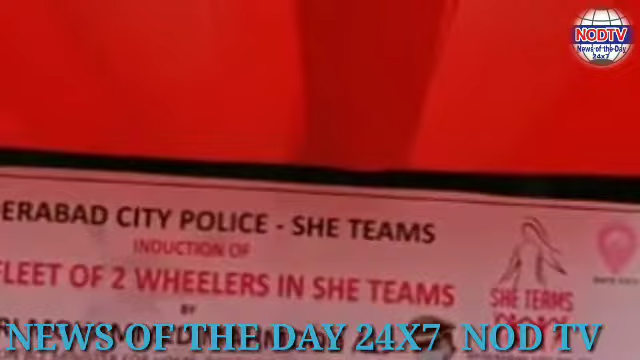 NODTV
News of the Day
24x7
ERABAD CITY POLICE - SHE TEAMS
INDUCTION OF
FLEET OF 2 WHEELERS IN SHE TEAMS
BY
SHE TEAMS
NEWS OF THE DAY 24X7 NOD TV